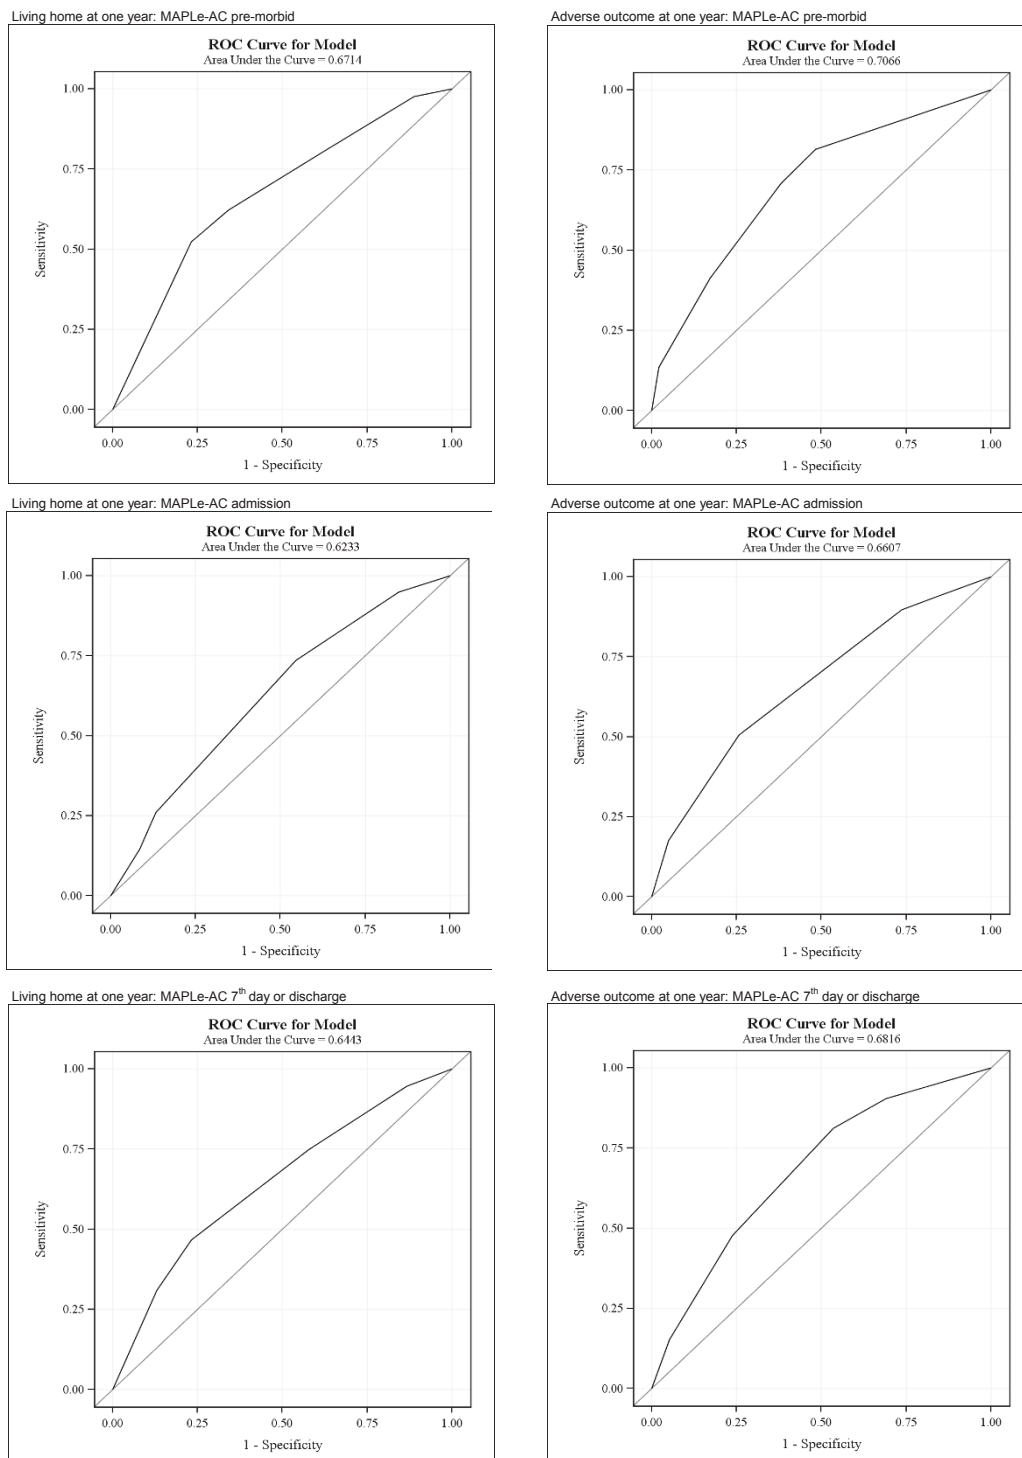 Living home at one year: MAPLe-AC pre-morbid
ROC Curve for Model
Area Under the Curve = 0.6714
1.00
0.75
0.50
0.25
0.00
Sensitivity
0.00 0.25 0.50 0.75 1.00
1 - Specificity
Adverse outcome at one year: MAPLe-AC pre-morbid
ROC Curve for Model
Area Under the Curve = 0.7066
1.00
0.75
0.50
0.25
0.00
Sensitivity
0.00 0.25 0.50 0.75 1.00
1 - Specificity
Living home at one year: MAPLe-AC admission
ROC Curve for Model
Area Under the Curve = 0.6233
1.00
0.75
0.50
0.25
0.00
Sensitivity
0.00 0.25 0.50 0.75 1.00
1 - Specificity
Adverse outcome at one year: MAPLe-AC admission
ROC Curve for Model
Area Under the Curve = 0.6607
1.00
0.75
0.50
0.25
0.00
Sensitivity
0.00 0.25 0.50 0.75 1.00
1 - Specificity
Living home at one year: MAPLe-AC 7th day or discharge
ROC Curve for Model
Area Under the Curve = 0.6443
1.00
0.75
0.50
0.25
0.00
Sensitivity
0.00 0.25 0.50 0.75 1.00
1 - Specificity
Adverse outcome at one year: MAPLe-AC 7th day or discharge
ROC Curve for Model
Area Under the Curve = 0.6816
1.00
0.75
0.50
0.25
0.00
Sensitivity
0.00 0.25 0.50 0.75 1.00
1 - Specificity